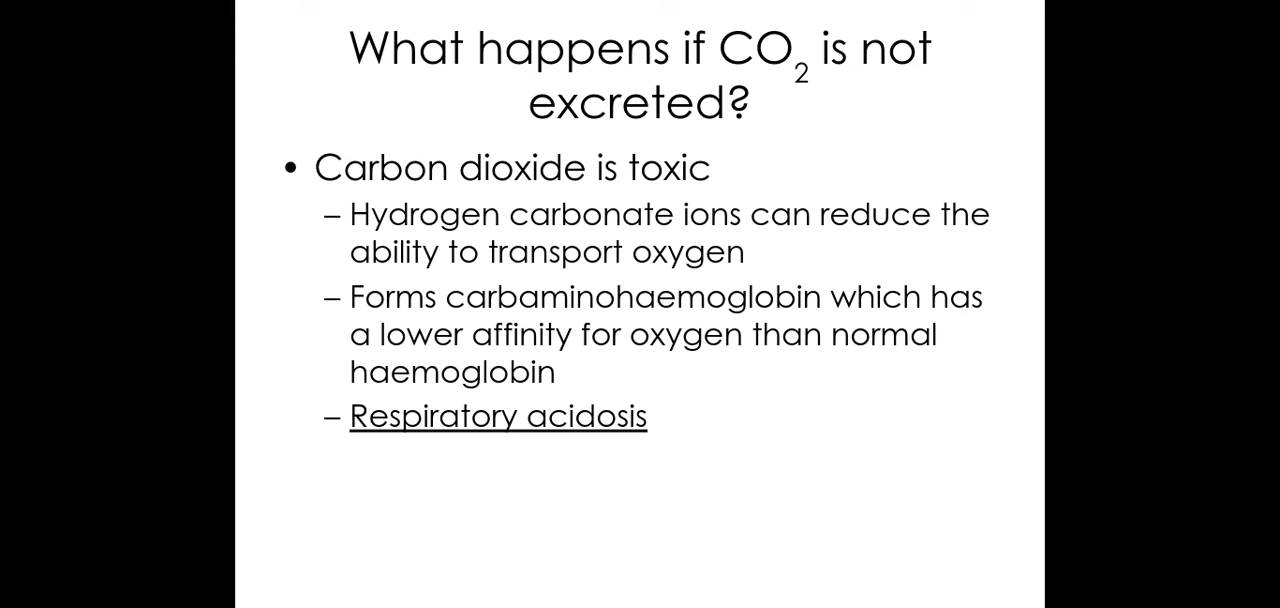 What happens if CO₂ is not
excreted?
• Carbon dioxide is toxic
– Hydrogen carbonate ions can reduce the
ability to transport oxygen
– Forms carbaminohaemoglobin which has
a lower affinity for oxygen than normal
haemoglobin
– Respiratory acidosis